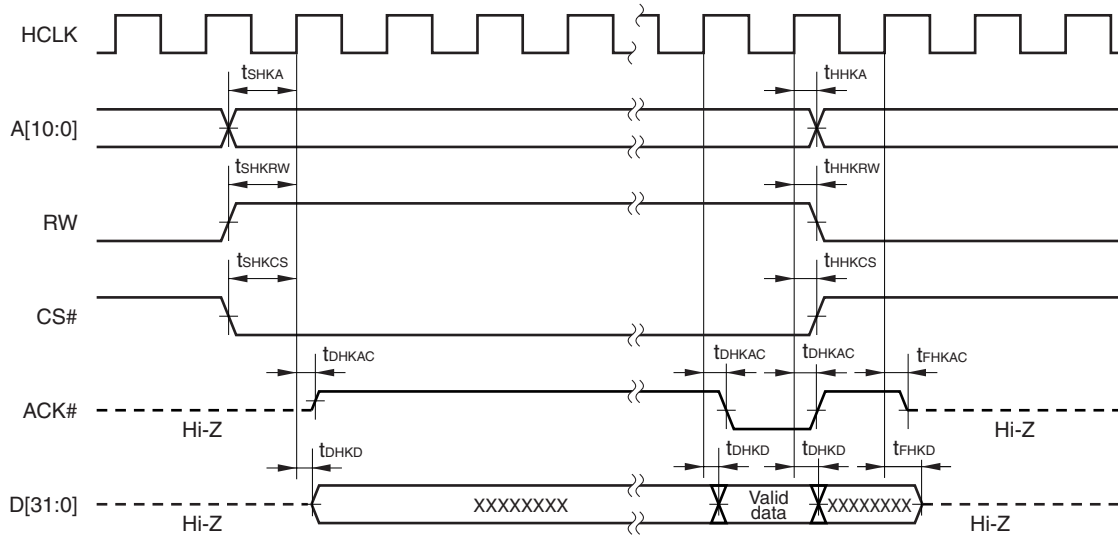 HCLK
tSHKA
tHHKA
A[10:0]
tSHKRW
tHHKRW
RW
tSHKCS
tHHKCS
CS#
tDHKAC
tDHKAC
tDHKAC
tFHKAC
ACK#
Hi-Z
Hi-Z
tDHKD
tDHKD
tDHKD
tFHKD
D[31:0]
XXXXXXXX
Valid
data
XXXXXXXX
Hi-Z
Hi-Z